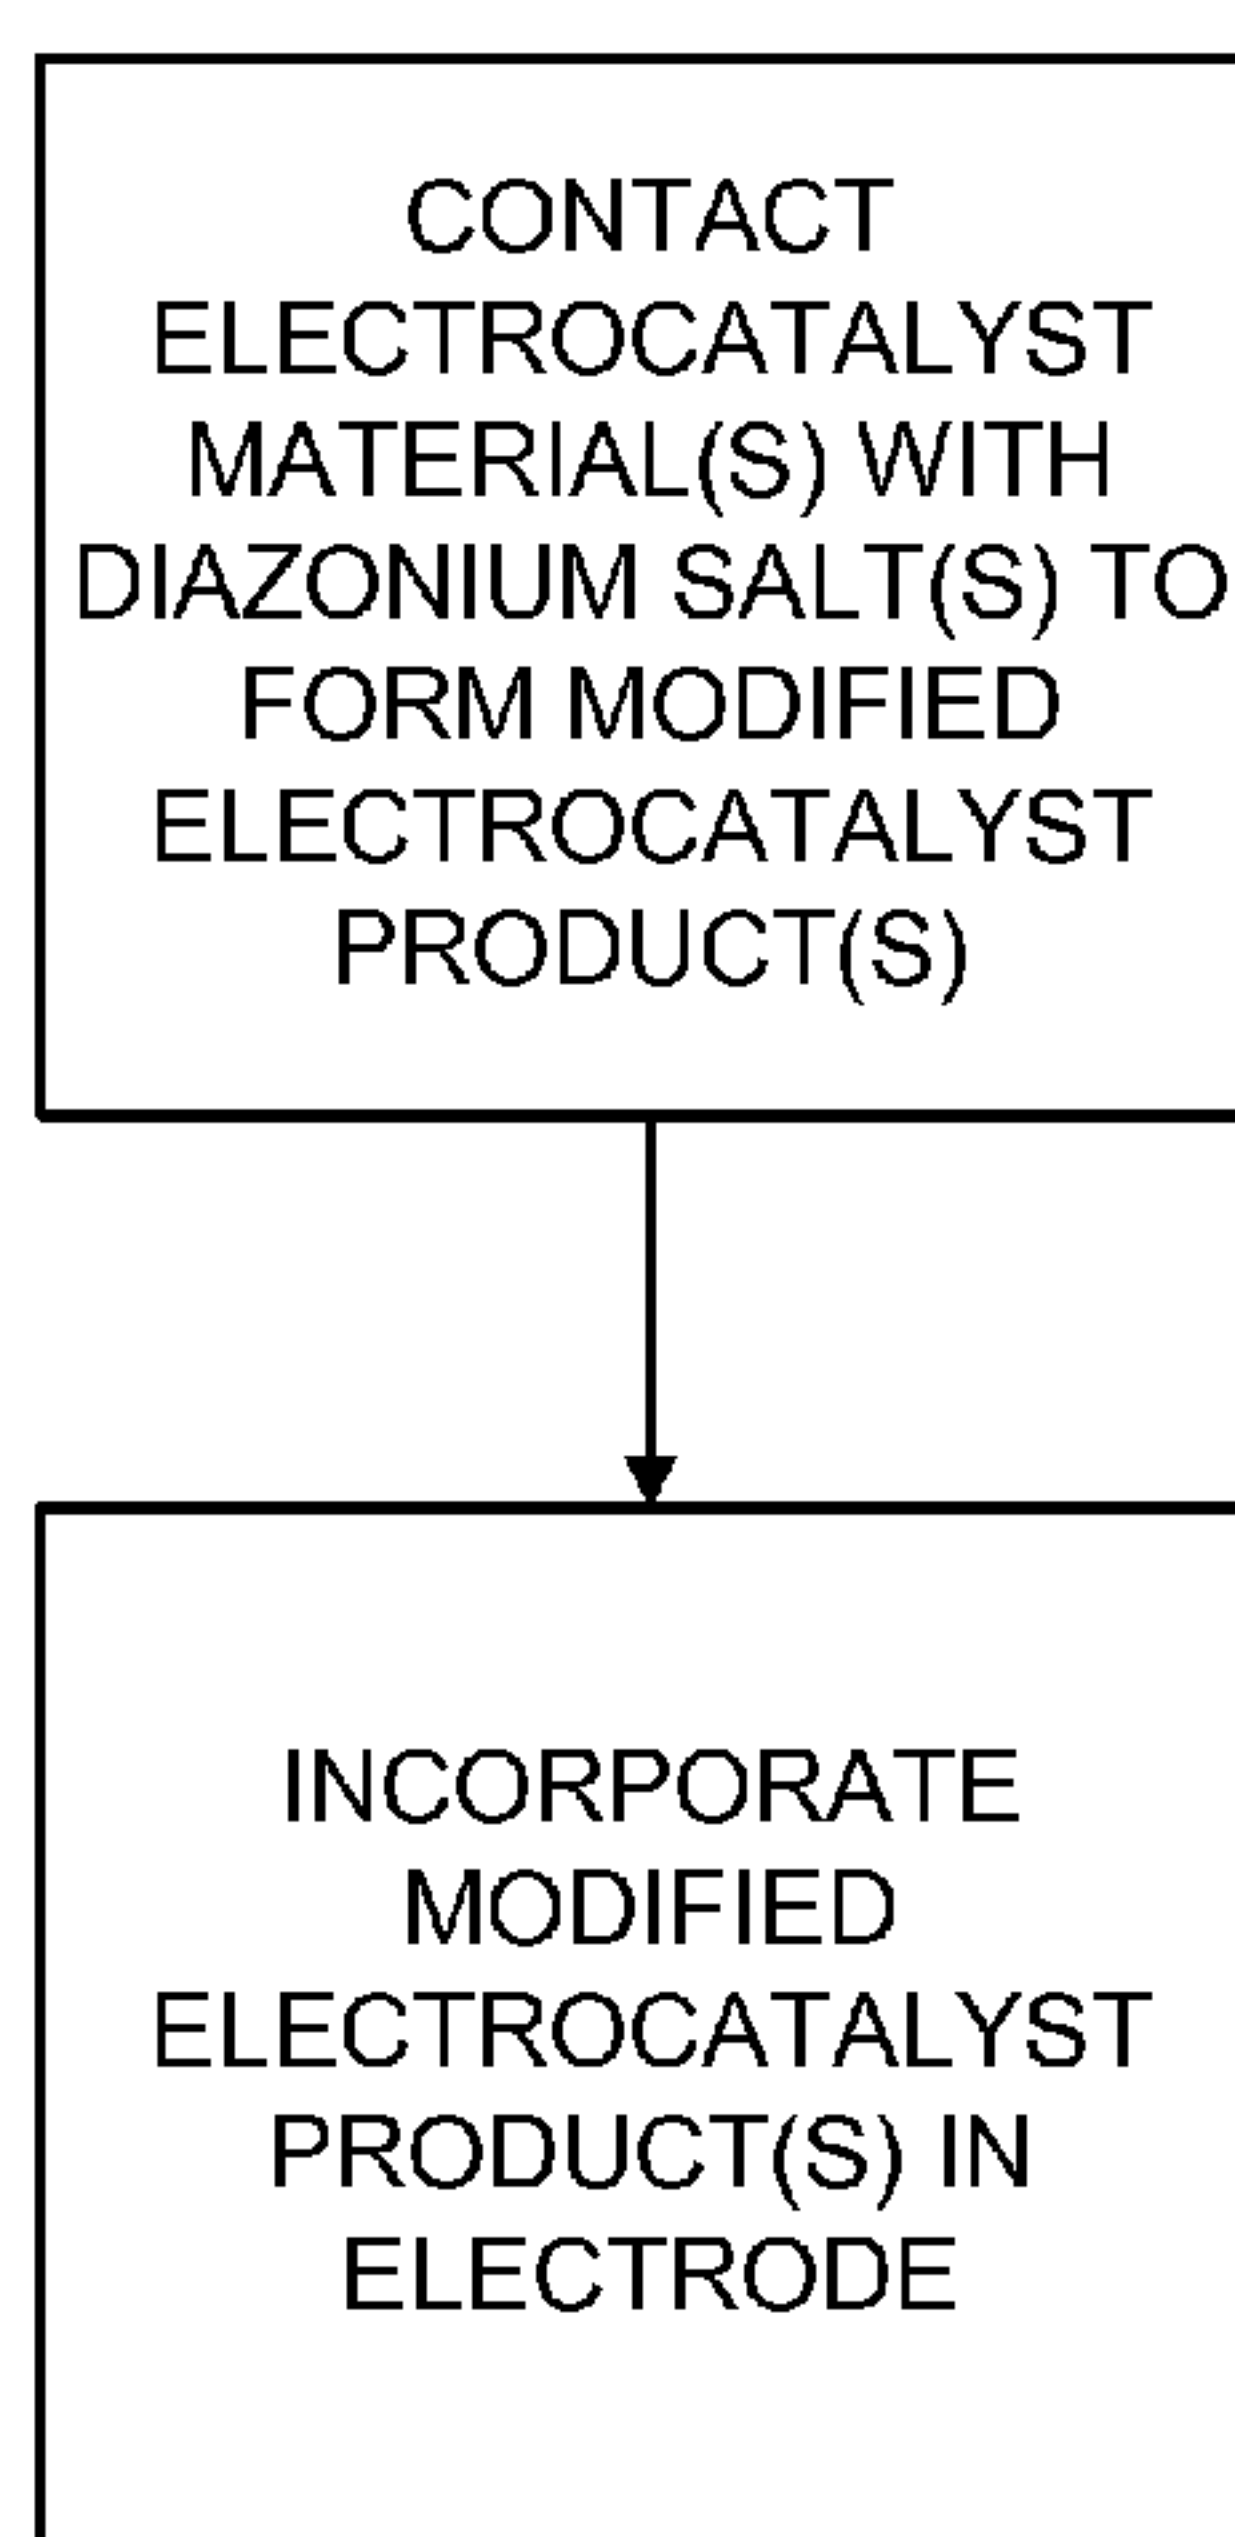 CONTACT
ELECTROCATALYST
MATERIAL(S) WITH
DIAZONIUM SALT(S) TO
FORM MODIFIED
ELECTROCATALYST
PRODUCT(S)
INCORPORATE
MODIFIED
ELECTROCATALYST
PRODUCT(S) IN
ELECTRODE